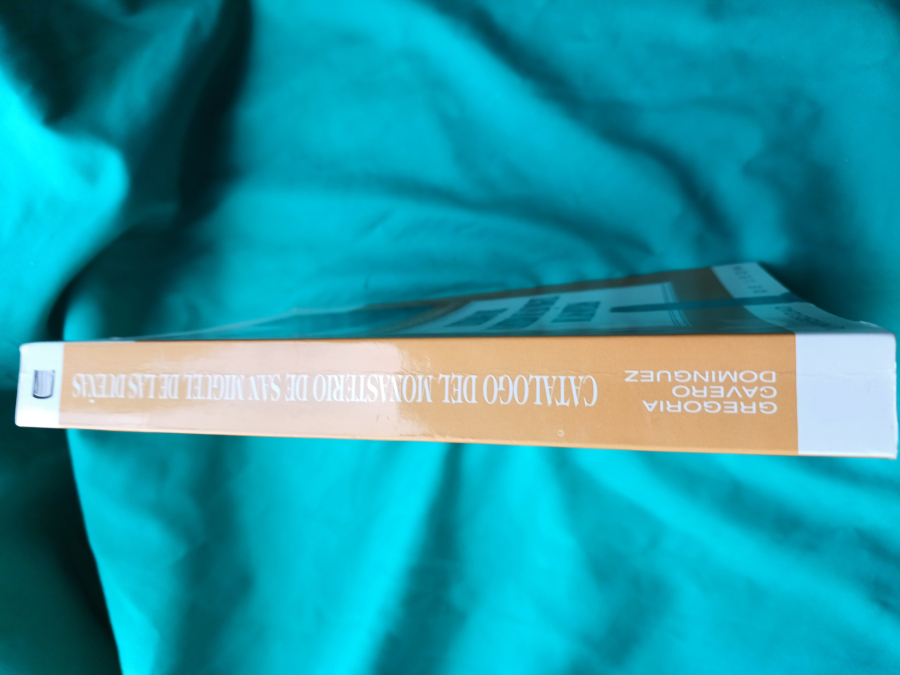 GREGORIA
CAVERO
DOMINGUEZ
CATALOGO DEL MONASTERIO DE SAN MIGUEL DE LAS DUEÑAS